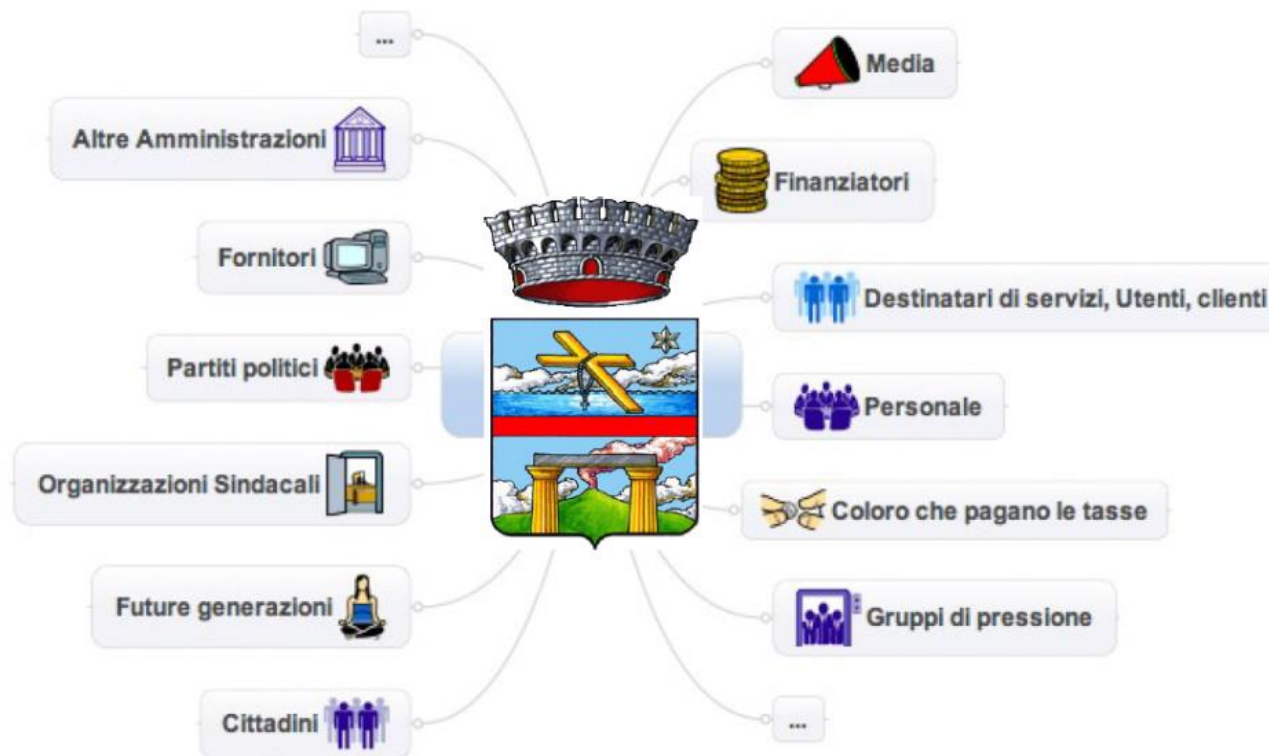 ...
Altre Amministrazioni
Fornitori
Partiti politici
Organizzazioni Sindacali
Future generazioni
Cittadini
Media
Finanziatori
Destinatari di servizi, Utenti, clienti
Personale
Coloro che pagano le tasse
Gruppi di pressione
...